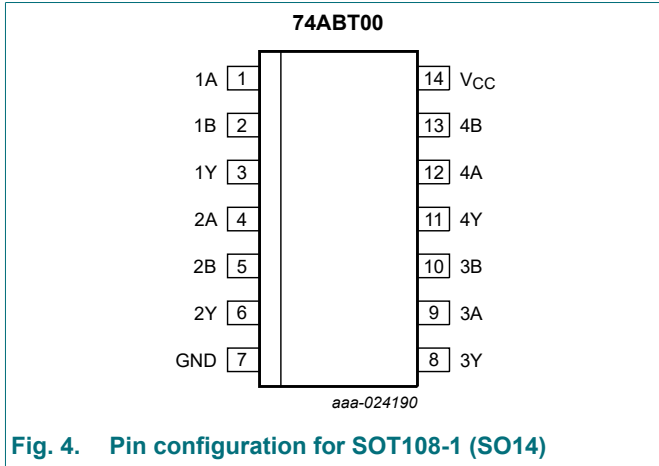 74ABT00
1A 1 14 VCC
1B 2 13 4B
1Y 3 12 4A
2A 4 11 4Y
2B 5 10 3B
2Y 6 9 3A
GND 7 8 3Y
aaa-024190
Fig. 4. Pin configuration for SOT108-1 (SO14)